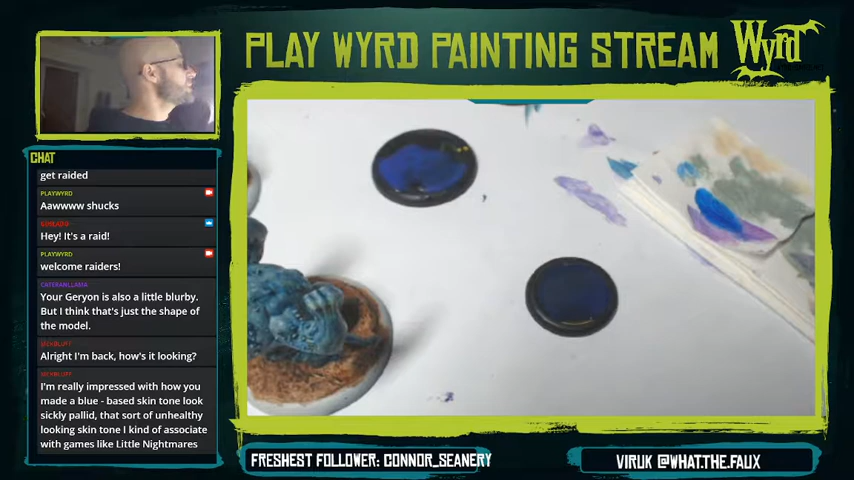 PLAY WYRD PAINTING STREAM
Wyrd
CHAT
get raided
PLAYWYRD
Aawwww shucks
Hey! It's a raid!
PLAYWYRD
welcome raiders!
CATERANLLAMA
Your Geryon is also a little blurby.
But I think that's just the shape of
the model.
Alright I'm back, how's it looking?
I'm really impressed with how you
made a blue - based skin tone look
sickly pallid, that sort of unhealthy
looking skin tone I kind of associate
with games like Little Nightmares
FRESHEST FOLLOWER: CONNOR_SEANERY
VIRUK @WHAT.THE.FAUX